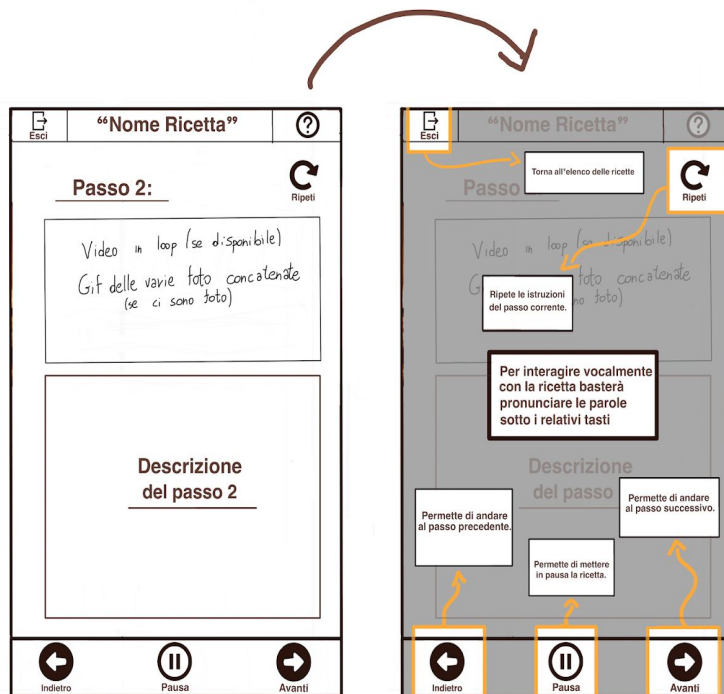 Esci
“Nome Ricetta”
?
Passo 2:
Ripeti
Video in loop (se disponibile)
Gif delle varie foto concatenate
(se ci sono foto)
Descrizione
del passo 2
Indietro
Pausa
Avanti
Esci
“Nome Ricetta”
?
Torna all'elenco delle ricette
Passo
Ripeti
Video in loop (se disponibile)
Ripete le istruzioni
del passo corrente.
foto concatenate
foto)
Per interagire vocalmente
con la ricetta basterà
pronunciare le parole
sotto i relativi tasti
Descrizione
del passo
Permette di andare
al passo precedente.
Permette di andare
al passo successivo.
Permette di mettere
in pausa la ricetta.
Indietro
Pausa
Avanti